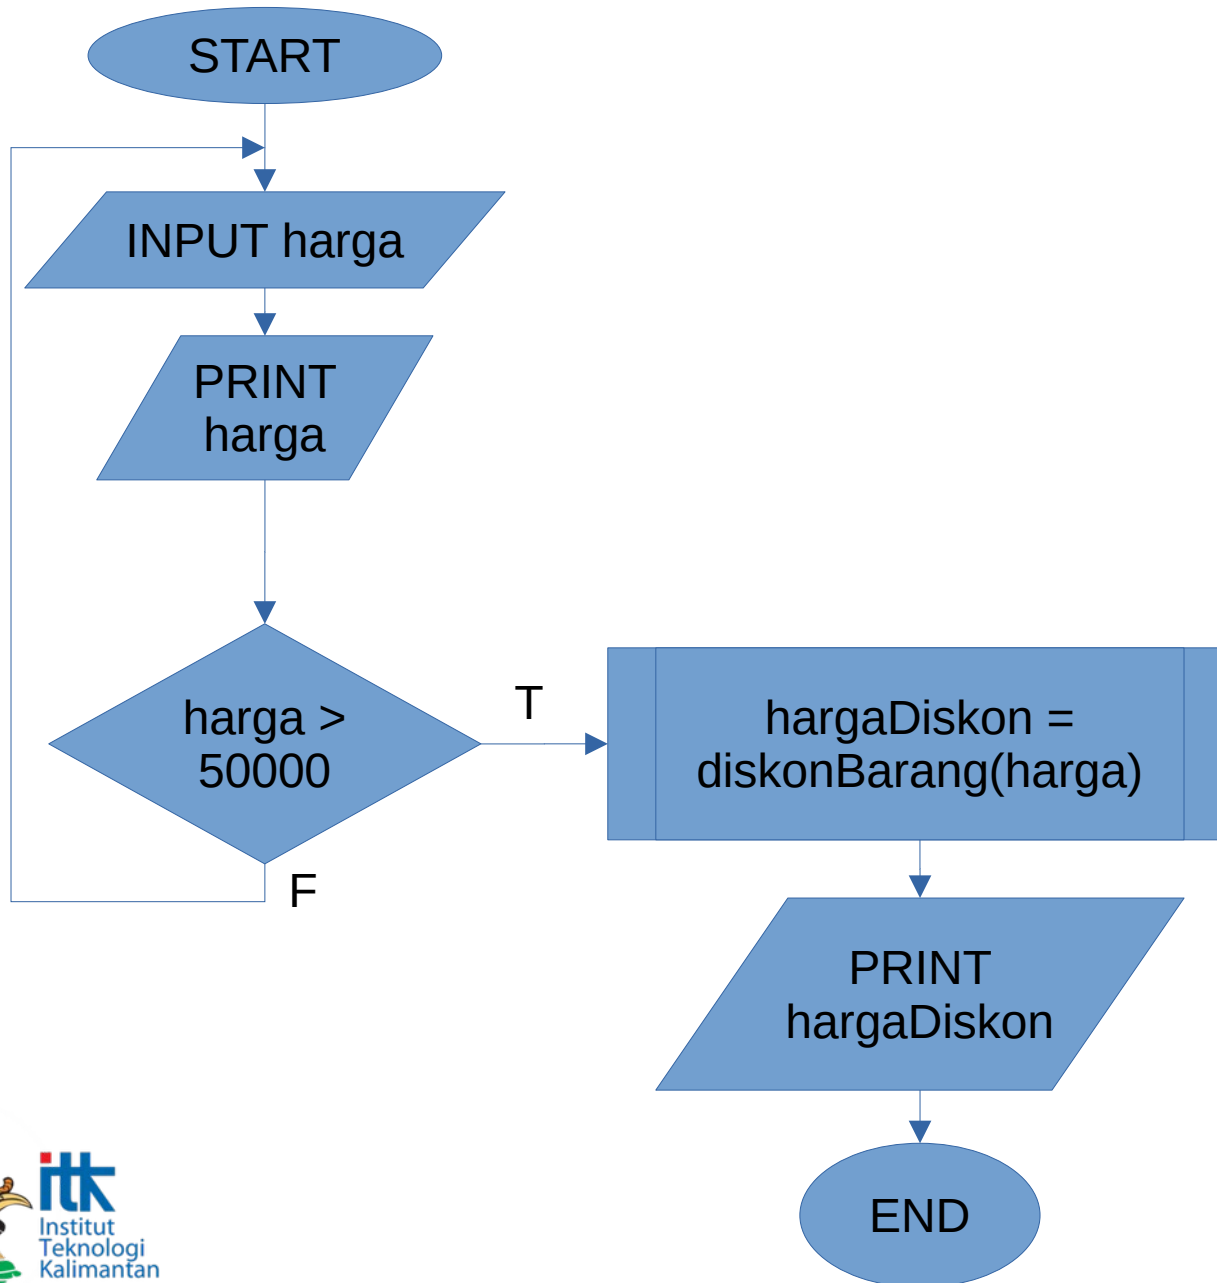 START
INPUT harga
PRINT
harga
harga >
50000
T
F
hargaDiskon =
diskonBarang(harga)
PRINT
hargaDiskon
END
itk
Institut
Teknologi
Kalimantan